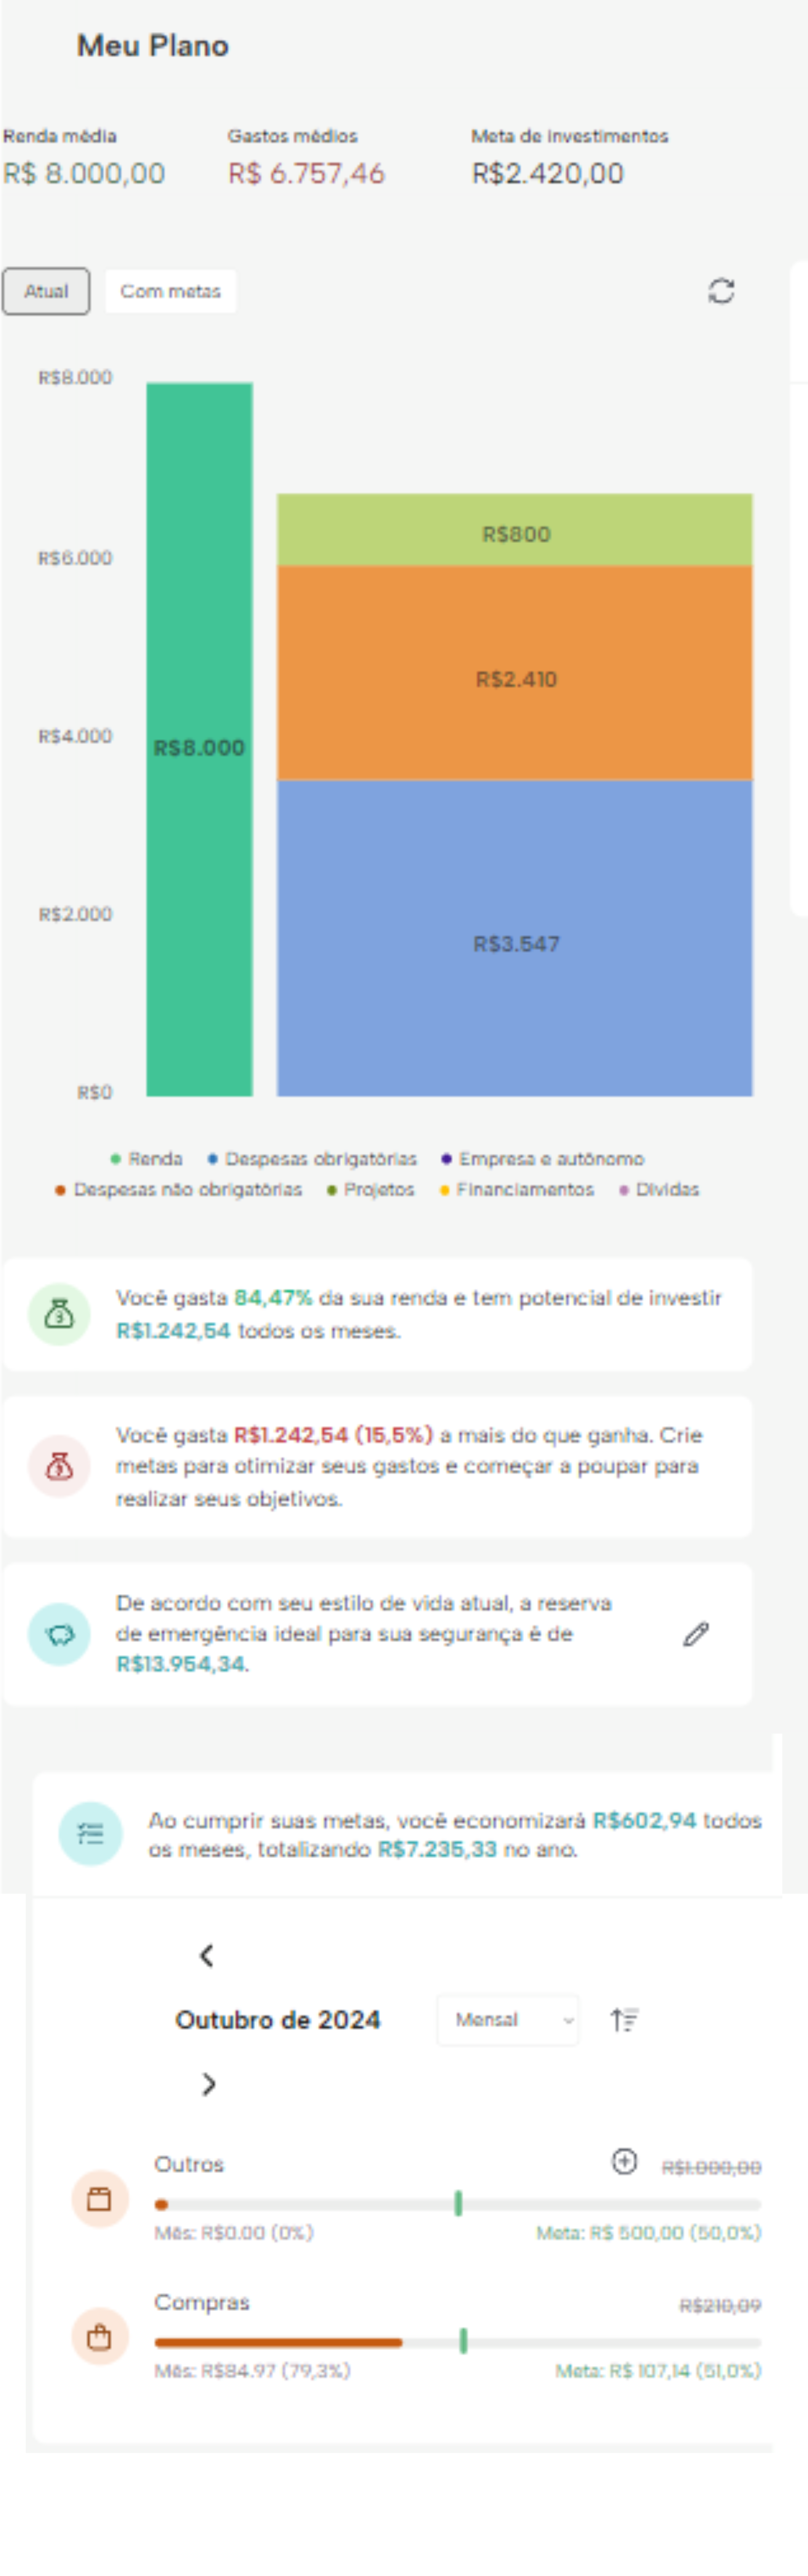 Meu Plano
Renda média Gastos médios Meta de investimentos
R$ 8.000,00 R$ 6.757,46 R$2.420,00
Atual Com metas
R$8.000
R$6.000
R$4.000
R$2.000
R$0
R$8.000
R$800
R$2.410
R$3.547
Renda Despesas obrigatórias Empresa e autônomo
Despesas não obrigatórias Projetos Financiamentos Dívidas
Você gasta 84,47% da sua renda e tem potencial de investir
R$1.242,54 todos os meses.
Você gasta R$1.242,54 (15,5%) a mais do que ganha. Crie
metas para otimizar seus gastos e começar a poupar para
realizar seus objetivos.
De acordo com seu estilo de vida atual, a reserva
de emergência ideal para sua segurança é de
R$13.954,34.
Ao cumprir suas metas, você economizará R$602,94 todos
os meses, totalizando R$7.235,33 no ano.
Outubro de 2024 Mensal
Outros R$1.000,00
Mês: R$0.00 (0%) Meta: R$ 500,00 (50,0%)
Compras R$210,09
Mês: R$84.97 (79,3%) Meta: R$ 107,14 (51,0%)